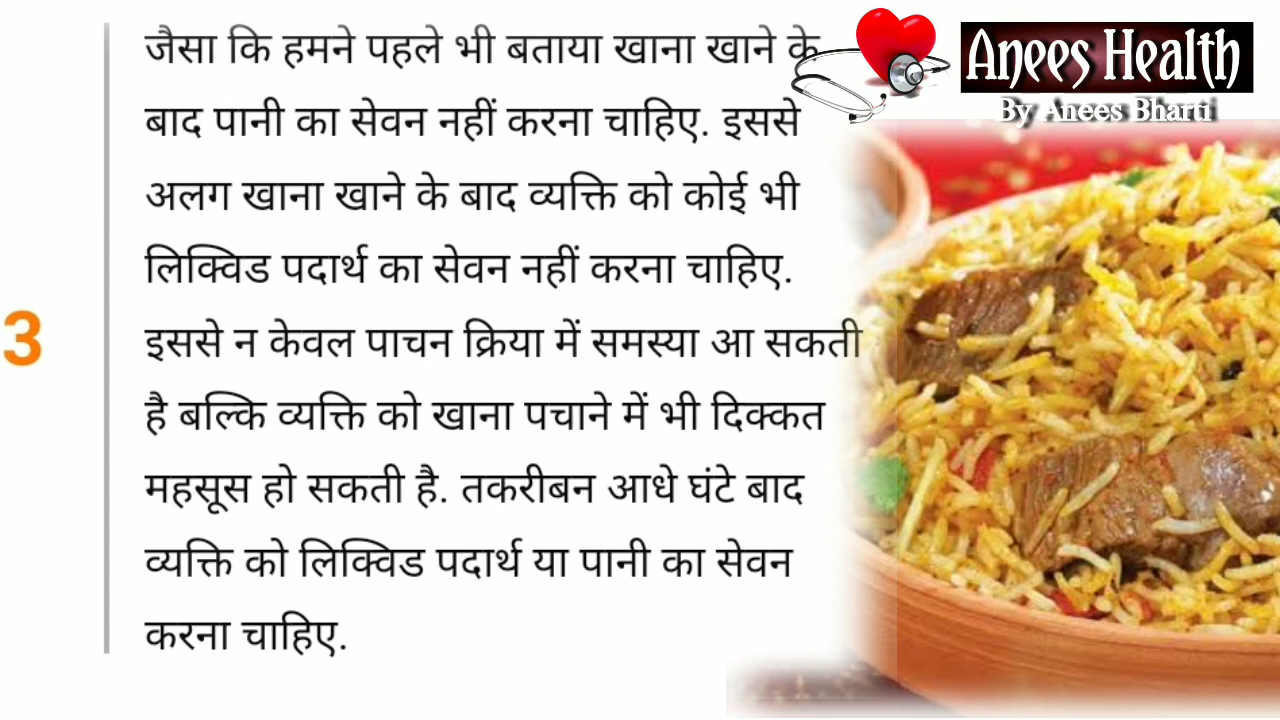 जैसा कि हमने पहले भी बताया खाना खाने के
बाद पानी का सेवन नहीं करना चाहिए. इससे
अलग खाना खाने के बाद व्यक्ति को कोई भी
लिक्विड पदार्थ का सेवन नहीं करना चाहिए.
इससे न केवल पाचन क्रिया में समस्या आ सकती
है बल्कि व्यक्ति को खाना पचाने में भी दिक्कत
महसूस हो सकती है. तकरीबन आधे घंटे बाद
व्यक्ति को लिक्विड पदार्थ या पानी का सेवन
करना चाहिए.
3
Anees Health
By Anees Bharti